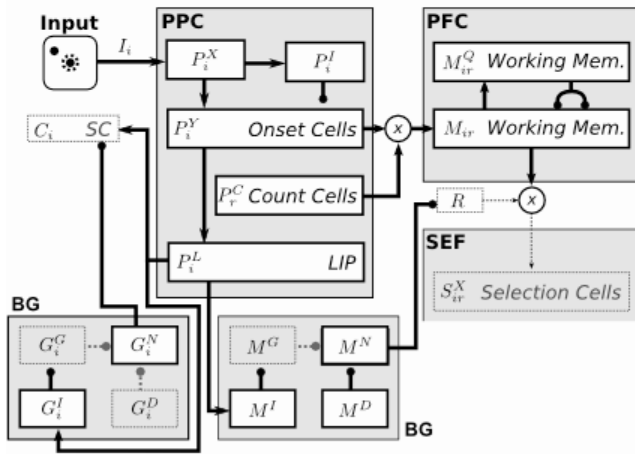 Input
PPC
PFC
I_i
P_i^X
P_i^I
M_ir^Q Working Mem.
C_i SC
P_i^Y Onset Cells
x
M_ir Working Mem.
P_r^C Count Cells
R
x
P_i^L LIP
SEF
S_ir^X Selection Cells
BG
G_i^G
G_i^N
M^G
M^N
G_i^I
G_i^D
M^I
M^D
BG